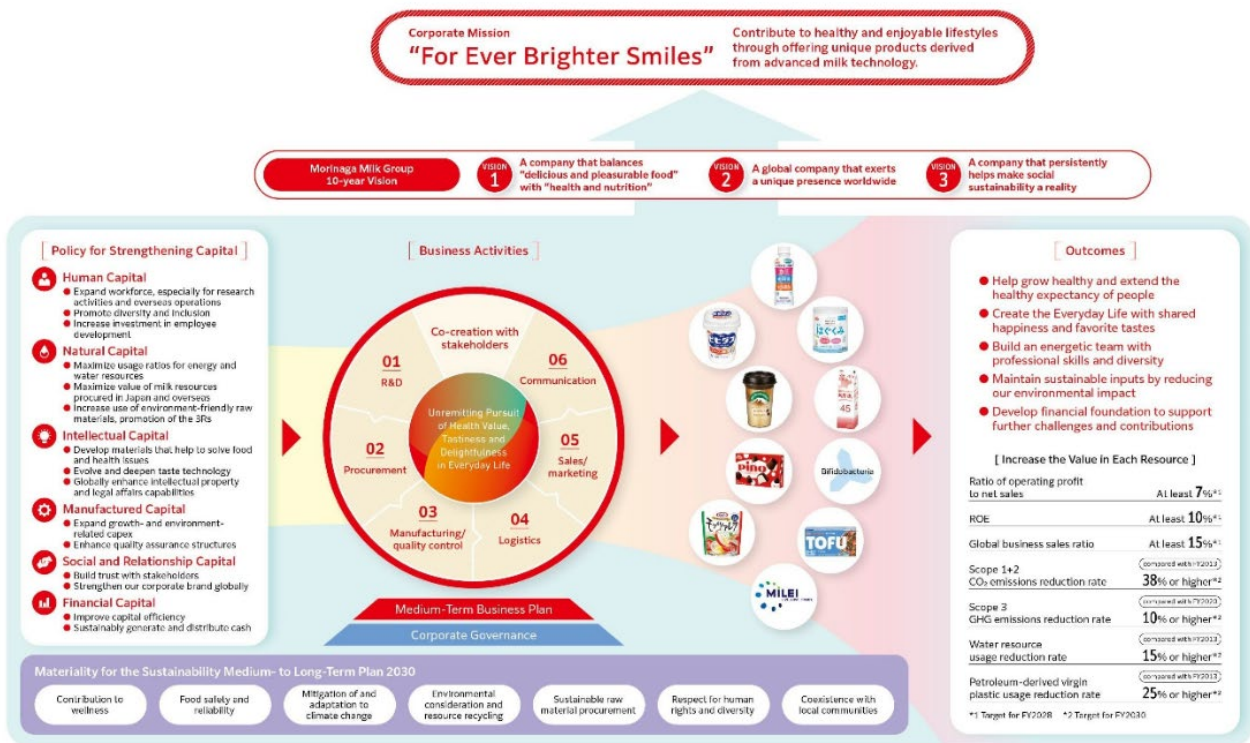 Corporate Mission
"For Ever Brighter Smiles"
Contribute to healthy and enjoyable lifestyles
through offering unique products derived
from advanced milk technology.
Morinaga Milk Group
10-year Vision
VISION
1
A company that balances
"delicious and pleasurable food"
with "health and nutrition"
VISION
2
A global company that exerts
a unique presence worldwide
VISION
3
A company that persistently
helps make social
sustainability a reality
[ Policy for Strengthening Capital ]
Human Capital
● Expand workforce, especially for research
activities and overseas operations
● Promote diversity and inclusion
● Increase investment in employee
development
Natural Capital
● Maximize usage ratios for energy and
water resources
● Maximize value of milk resources
procured in Japan and overseas
● Increase use of environment-friendly raw
materials, promotion of the 3Rs
Intellectual Capital
● Develop materials that help to solve food
and health issues
● Evolve and deepen taste technology
● Globally enhance intellectual property
and legal affairs capabilities
Manufactured Capital
● Expand growth- and environment-
related capex
● Enhance quality assurance structures
Social and Relationship Capital
● Build trust with stakeholders
● Strengthen our corporate brand globally
Financial Capital
● Improve capital efficiency
● Sustainably generate and distribute cash
[ Business Activities ]
Co-creation with
stakeholders
01
R&D
02
Procurement
03
Manufacturing/
quality control
04
Logistics
05
Sales/
marketing
06
Communication
Unremitting Pursuit
of Health Value,
Tastiness and
Delightfulness
in Everyday Life
Medium-Term Business Plan
Corporate Governance
ビヒダス
はぐくみ
45
Pino
Bifidobacteria
モッツァレラ
TOFU
MILEI
[ Outcomes ]
● Help grow healthy and extend the
healthy expectancy of people
● Create the Everyday Life with shared
happiness and favorite tastes
● Build an energetic team with
professional skills and diversity
● Maintain sustainable inputs by reducing
our environmental impact
● Develop financial foundation to support
further challenges and contributions
[ Increase the Value in Each Resource ]
Ratio of operating profit
to net sales
At least 7%*1
ROE
At least 10%*1
Global business sales ratio
At least 15%*1
Scope 1+2
CO₂ emissions reduction rate
compared with FY2013
38% or higher*2
Scope 3
GHG emissions reduction rate
compared with FY2020
10% or higher*2
Water resource
usage reduction rate
compared with FY2013
15% or higher*2
Petroleum-derived virgin
plastic usage reduction rate
compared with FY2013
25% or higher*2
*1 Target for FY2028 *2 Target for FY2030
Materiality for the Sustainability Medium- to Long-Term Plan 2030
Contribution to
wellness
Food safety and
reliability
Mitigation of and
adaptation to
climate change
Environmental
consideration and
resource recycling
Sustainable raw
material procurement
Respect for human
rights and diversity
Coexistence with
local communities